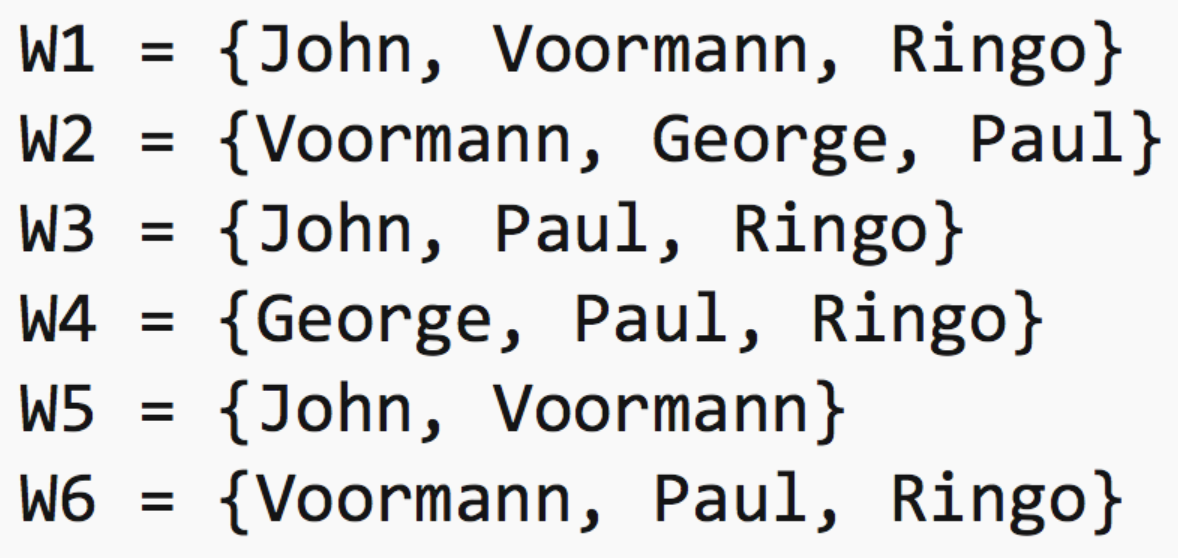 W1 = {John, Voormann, Ringo}
W2 = {Voormann, George, Paul}
W3 = {John, Paul, Ringo}
W4 = {George, Paul, Ringo}
W5 = {John, Voormann}
W6 = {Voormann, Paul, Ringo}